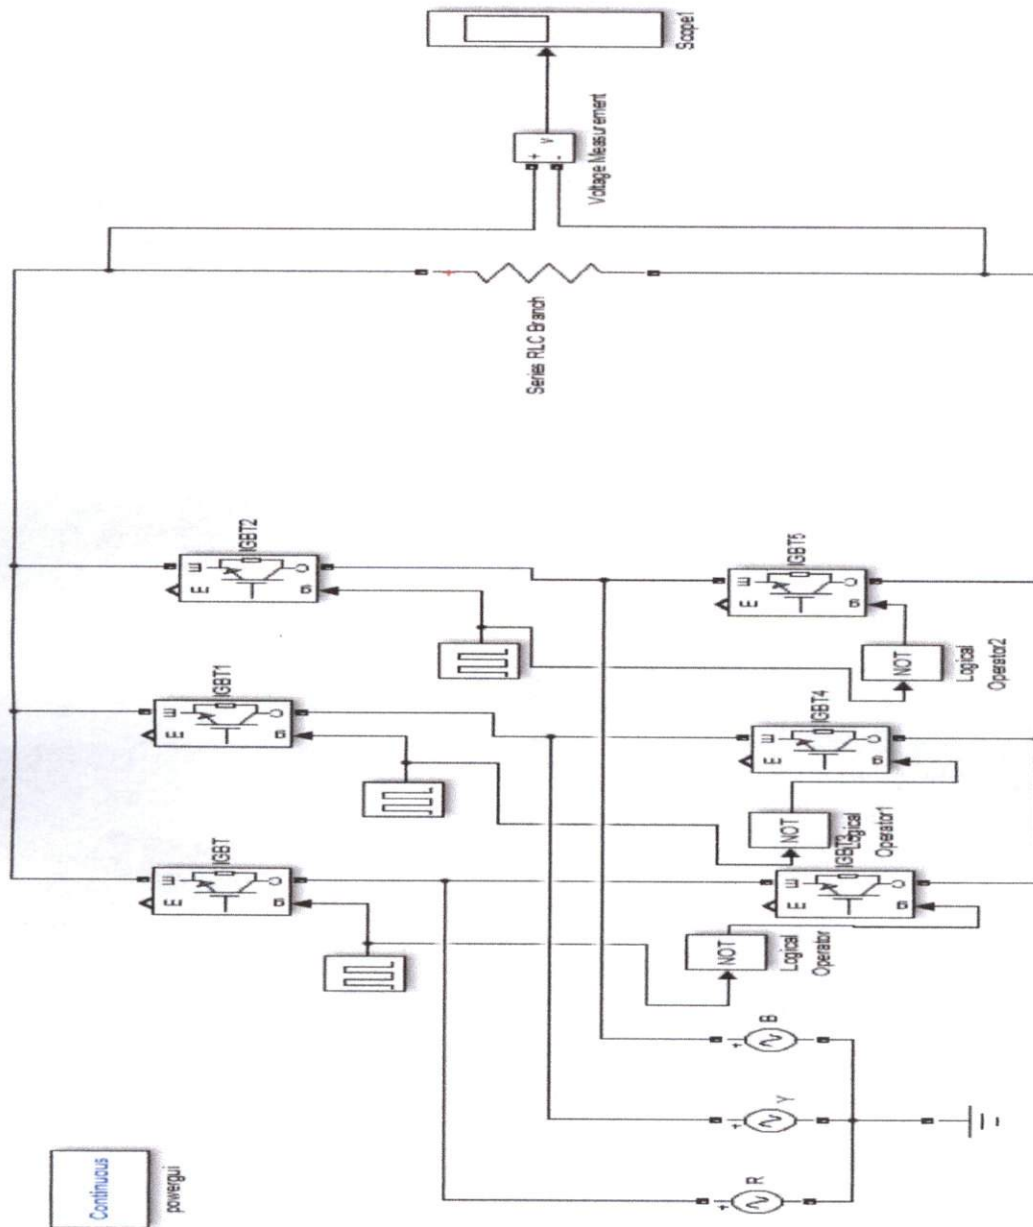 Continuous
powergui
R
Y
B
IGBT
E
m
g
C
IGBT1
E
m
g
C
IGBT2
E
m
g
C
NOT
Logical
Operator
IGBT3
E
m
g
C
NOT
Logical
Operator1
IGBT4
E
m
g
C
NOT
Logical
Operator2
IGBT5
E
m
g
C
Series RLC Branch
+
-
v
Voltage Measurement
Scope1